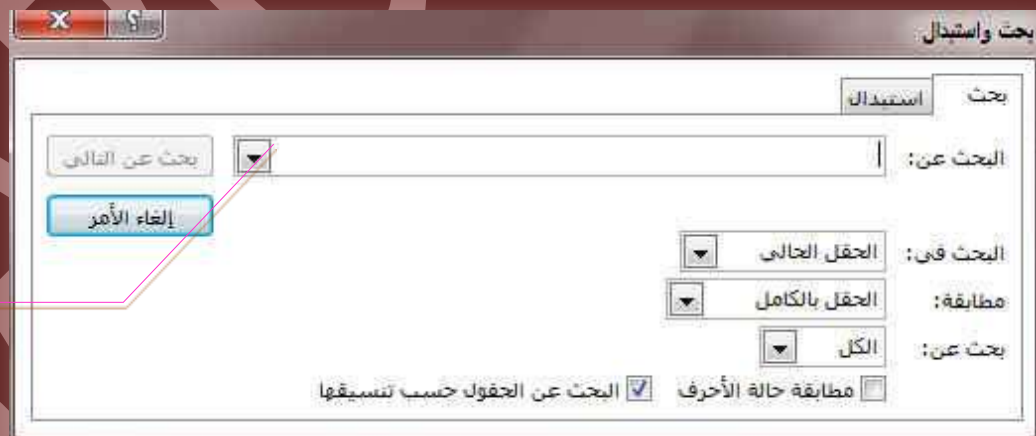 بحث واستبدال
بحث استبدال
البحث عن: بحث عن التالي
إلغاء الأمر
البحث في: الحقل الحالي
مطابقة: الحقل بالكامل
بحث عن: الكل
مطابقة حالة الأحرف البحث عن الحقول حسب تنسيقها